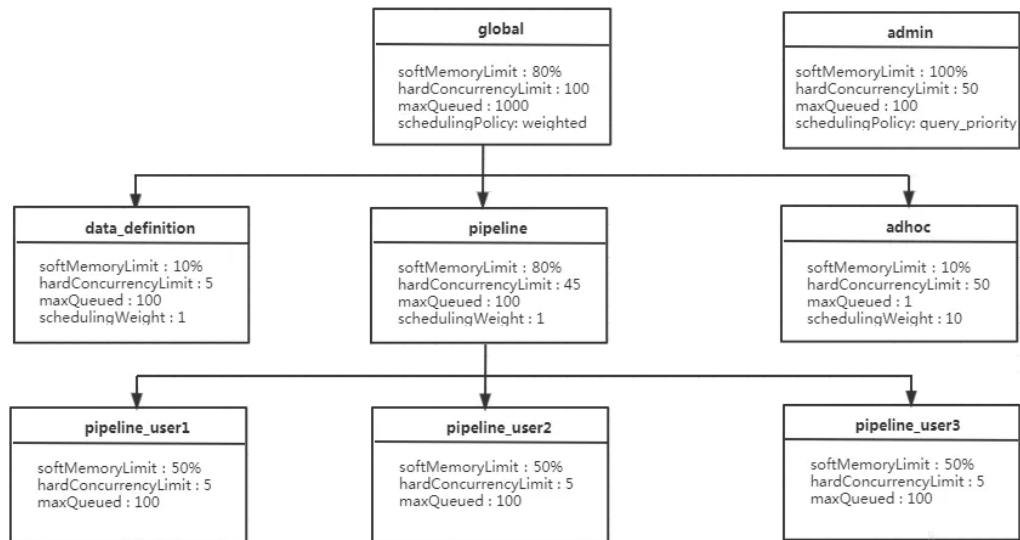 global
softMemoryLimit : 80%
hardConcurrencyLimit : 100
maxQueued : 1000
schedulingPolicy: weighted
admin
softMemoryLimit : 100%
hardConcurrencyLimit : 50
maxQueued : 100
schedulingPolicy: query_priority
data_definition
softMemoryLimit : 10%
hardConcurrencyLimit : 5
maxQueued : 100
schedulingWeight : 1
pipeline
softMemoryLimit : 80%
hardConcurrencyLimit : 45
maxQueued : 100
schedulingWeight : 1
adhoc
softMemoryLimit : 10%
hardConcurrencyLimit : 50
maxQueued : 1
schedulingWeight : 10
pipeline_user1
softMemoryLimit : 50%
hardConcurrencyLimit : 5
maxQueued : 100
pipeline_user2
softMemoryLimit : 50%
hardConcurrencyLimit : 5
maxQueued : 100
pipeline_user3
softMemoryLimit : 50%
hardConcurrencyLimit : 5
maxQueued : 100